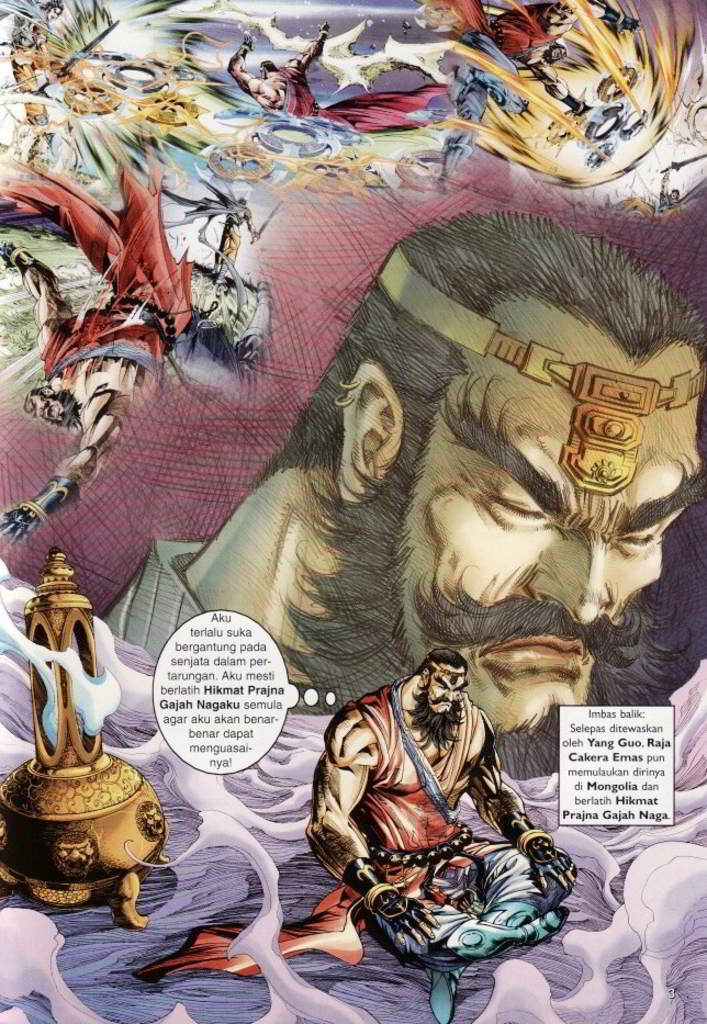 Aku
terlalu suka
bergantung pada
senjata dalam per-
tarungan. Aku mesti
berlatih Hikmat Prajna
Gajah Nagaku semula
agar aku akan benar-
benar dapat
menguasai-
nya!
Imbas balik:
Selepas ditewaskan
oleh Yang Guo, Raja
Cakera Emas pun
memulaukan dirinya
di Mongolia dan
berlatih Hikmat
Prajna Gajah Naga.
3